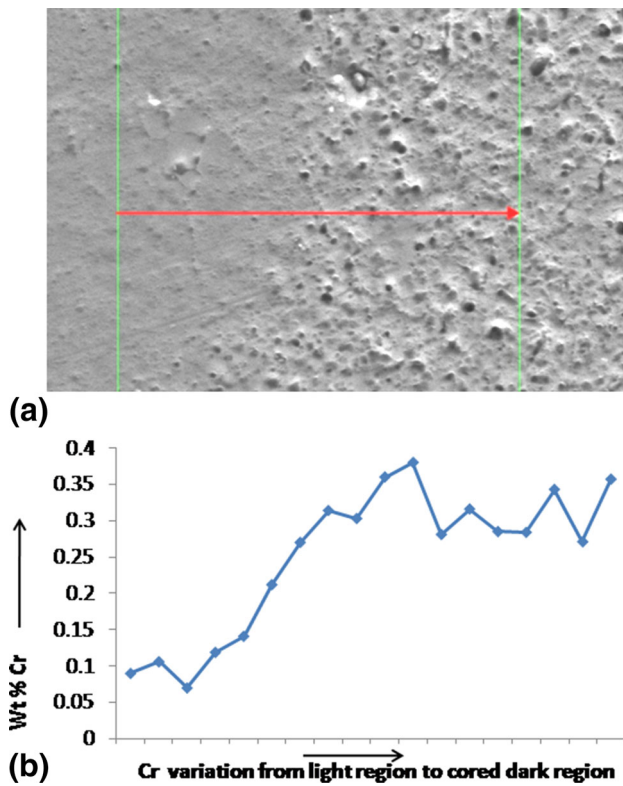 (a)
0.4
0.35
0.3
0.25
0.2
0.15
0.1
0.05
0
Wt % Cr
(b)
Cr variation from light region to cored dark region